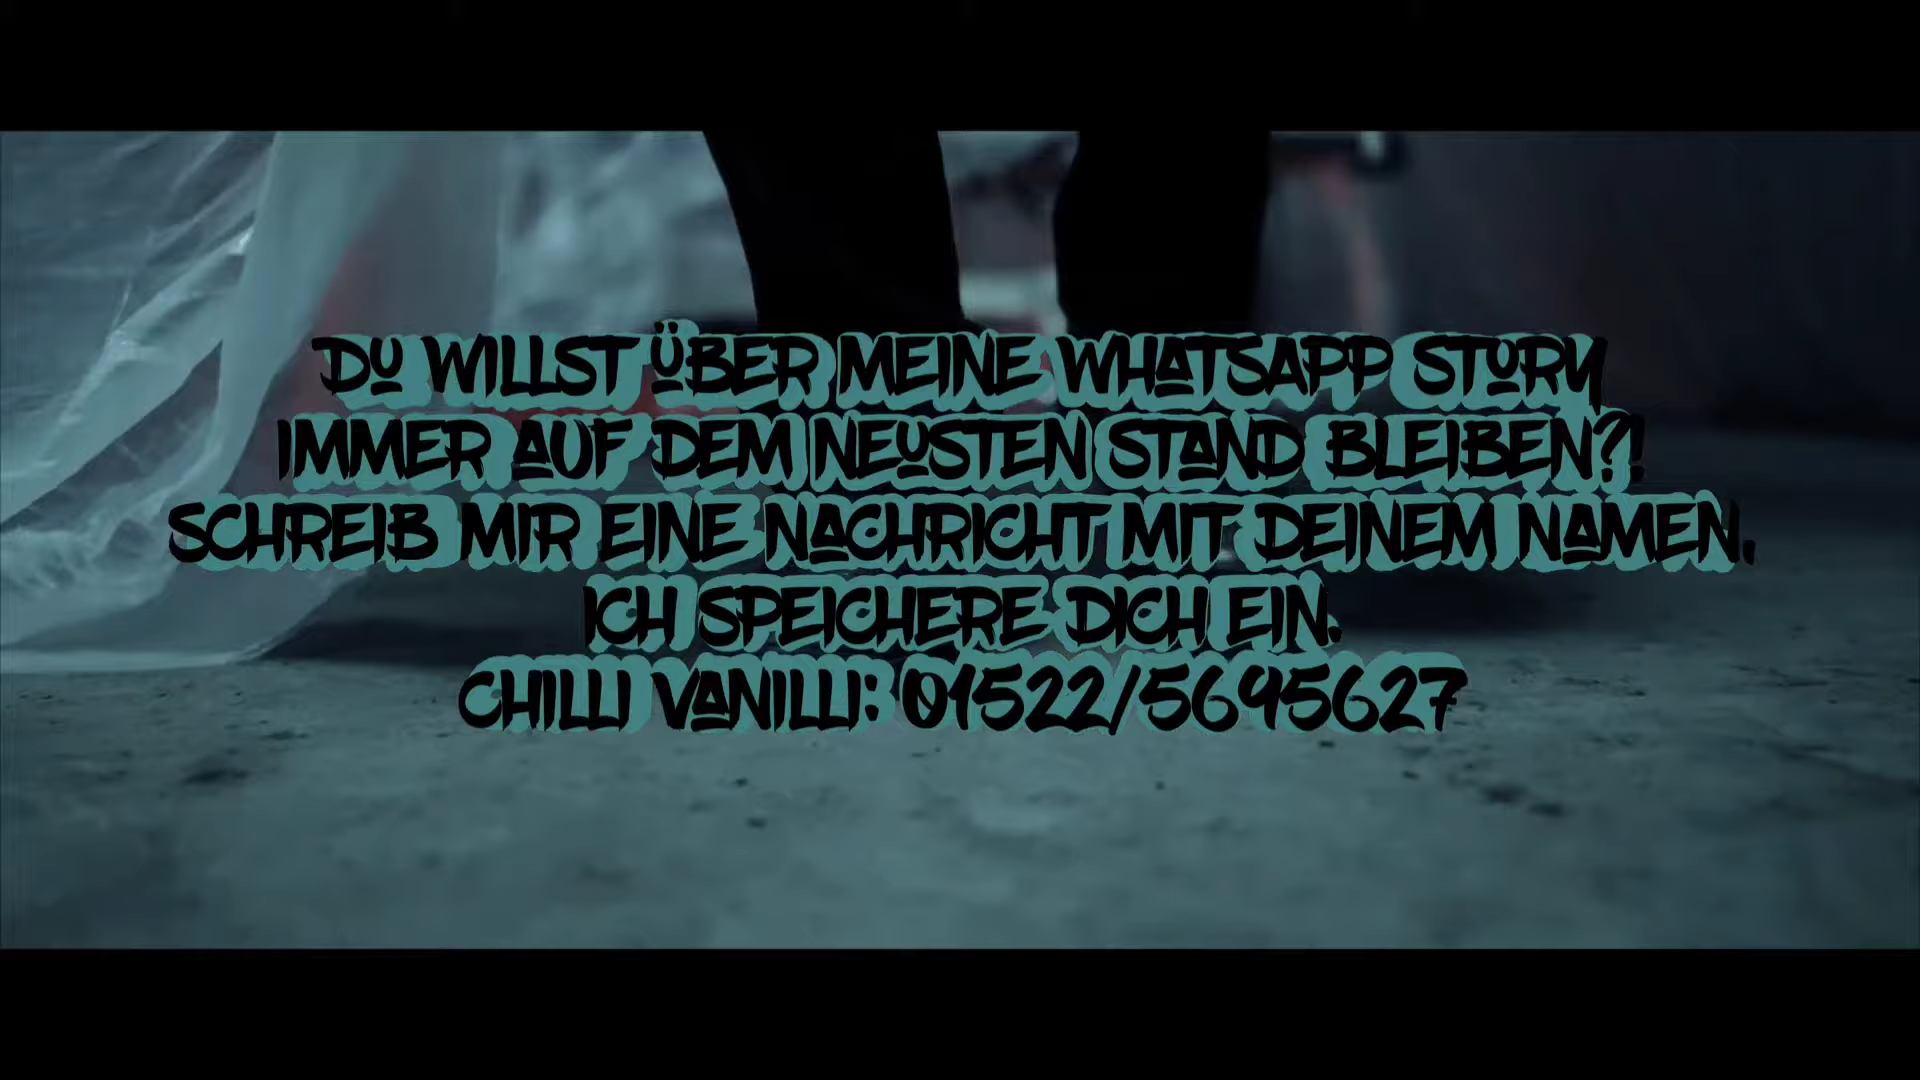 DU WILLST ÜBER MEINE WHATSAPP STORY
IMMER AUF DEM NEUSTEN STAND BLEIBEN?!
SCHREIB MIR EINE NACHRICHT MIT DEINEM NAMEN.
ICH SPEICHERE DICH EIN.
CHILLI VANILLI: 01522/5695627